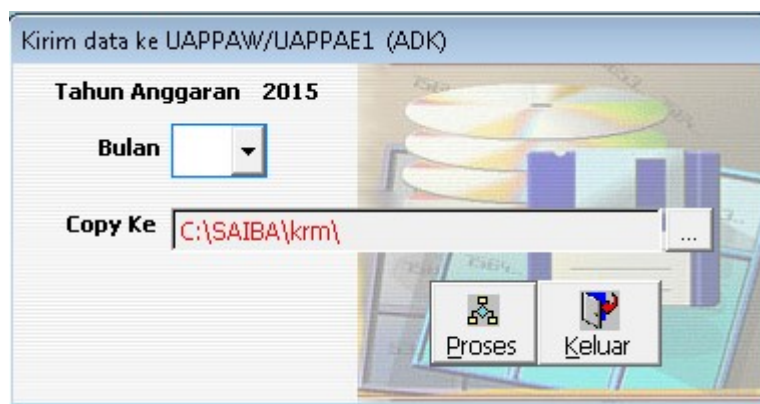 Kirim data ke UAPPAW/UAPPAE1 (ADK)
Tahun Anggaran 2015
Bulan
Copy Ke C:\SAIBA\krm\ ...
Proses Keluar